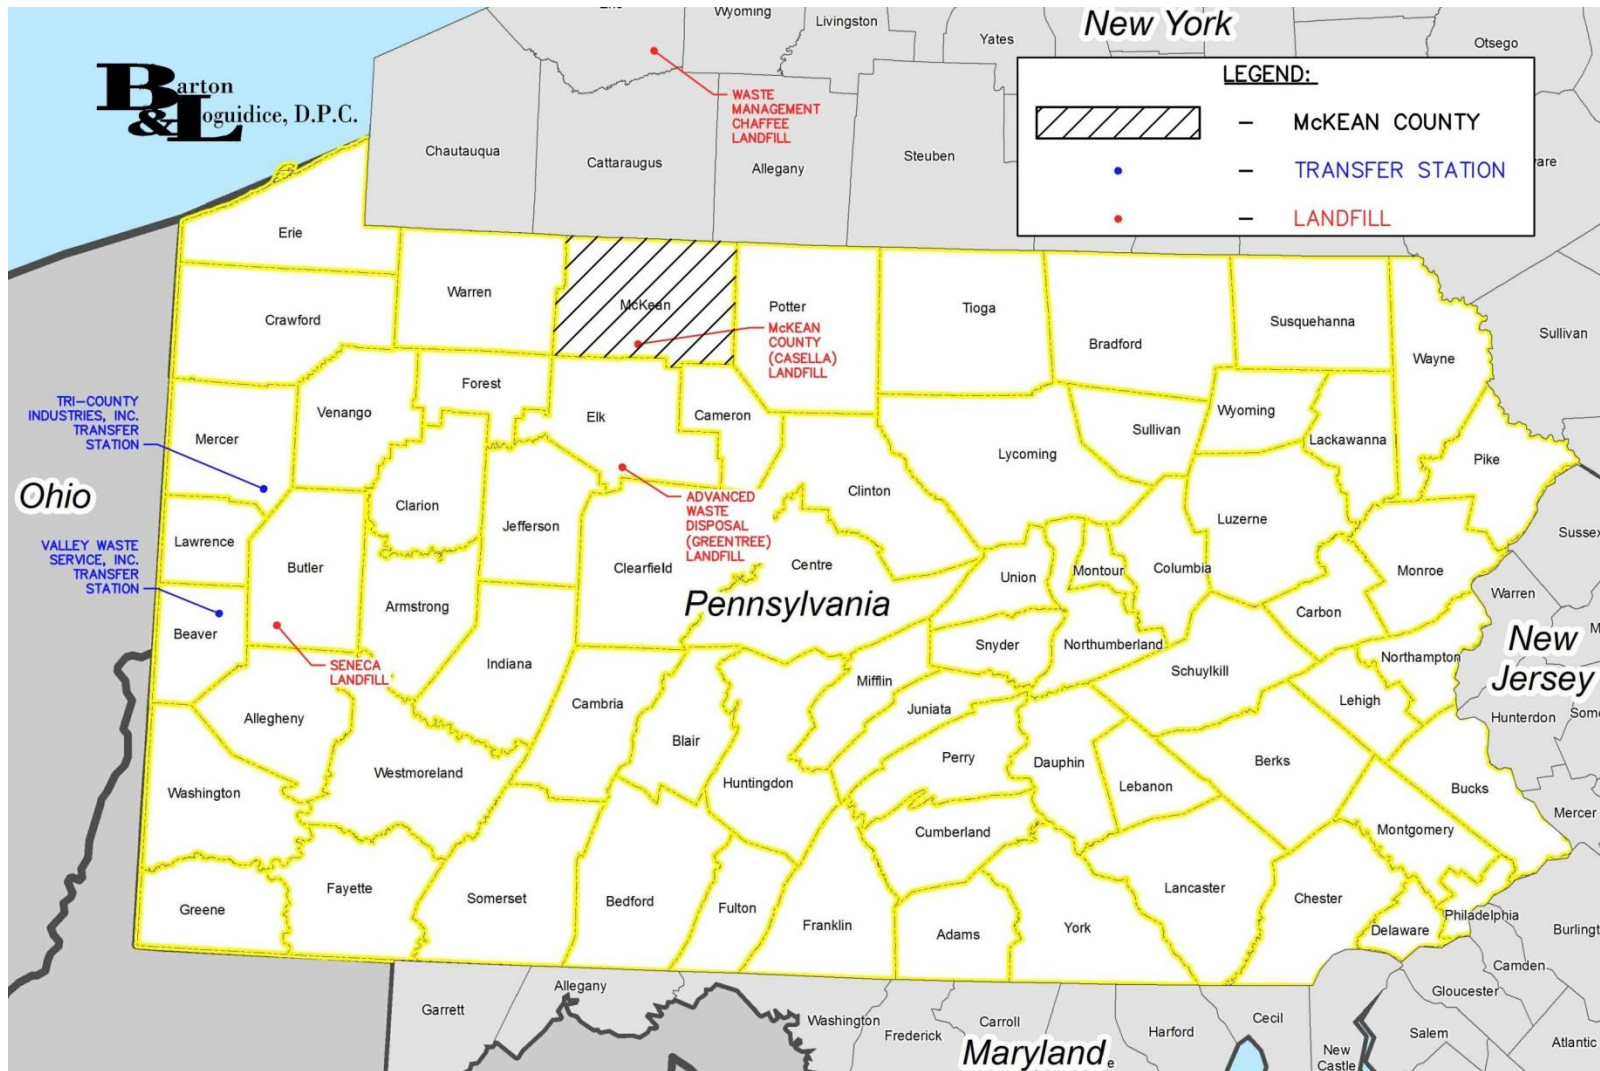 Erie
Wyoming
Livingston
Yates
New York
Otsego
Barton
& Loguidice, D.P.C.
WASTE
MANAGEMENT
CHAFFEE
LANDFILL
LEGEND:
– McKEAN COUNTY
– TRANSFER STATION
– LANDFILL
Chautauqua
Cattaraugus
Allegany
Steuben
are
Erie
Warren
McKean
Potter
Tioga
Bradford
Susquehanna
Wayne
Sullivan
Crawford
McKEAN
COUNTY
(CASELLA)
LANDFILL
Forest
Venango
Elk
Cameron
Mercer
TRI-COUNTY
INDUSTRIES, INC.
TRANSFER
STATION
Lycoming
Sullivan
Wyoming
Lackawanna
Pike
Ohio
Clarion
Jefferson
Clinton
Luzerne
ADVANCED
WASTE
DISPOSAL
(GREENTREE)
LANDFILL
Lawrence
VALLEY WASTE
SERVICE, INC.
TRANSFER
STATION
Butler
Clearfield
Centre
Union
Montour
Columbia
Monroe
Sussex
Warren
Armstrong
Pennsylvania
Carbon
Beaver
Indiana
Snyder
Northumberland
Schuylkill
Northampton
New
Jersey
M
SENECA
LANDFILL
Mifflin
Juniata
Lehigh
Hunterdon
Some
Allegheny
Cambria
Blair
Huntingdon
Perry
Dauphin
Lebanon
Berks
Bucks
Westmoreland
Washington
Cumberland
Montgomery
Mercer
Greene
Fayette
Somerset
Bedford
Fulton
Franklin
Adams
York
Lancaster
Chester
Delaware
Philadelphia
Burlingt
Camden
Gloucester
Garrett
Allegany
Washington
Frederick
Carroll
Maryland
e
Harford
Cecil
New
Castle
Salem
Atlantic